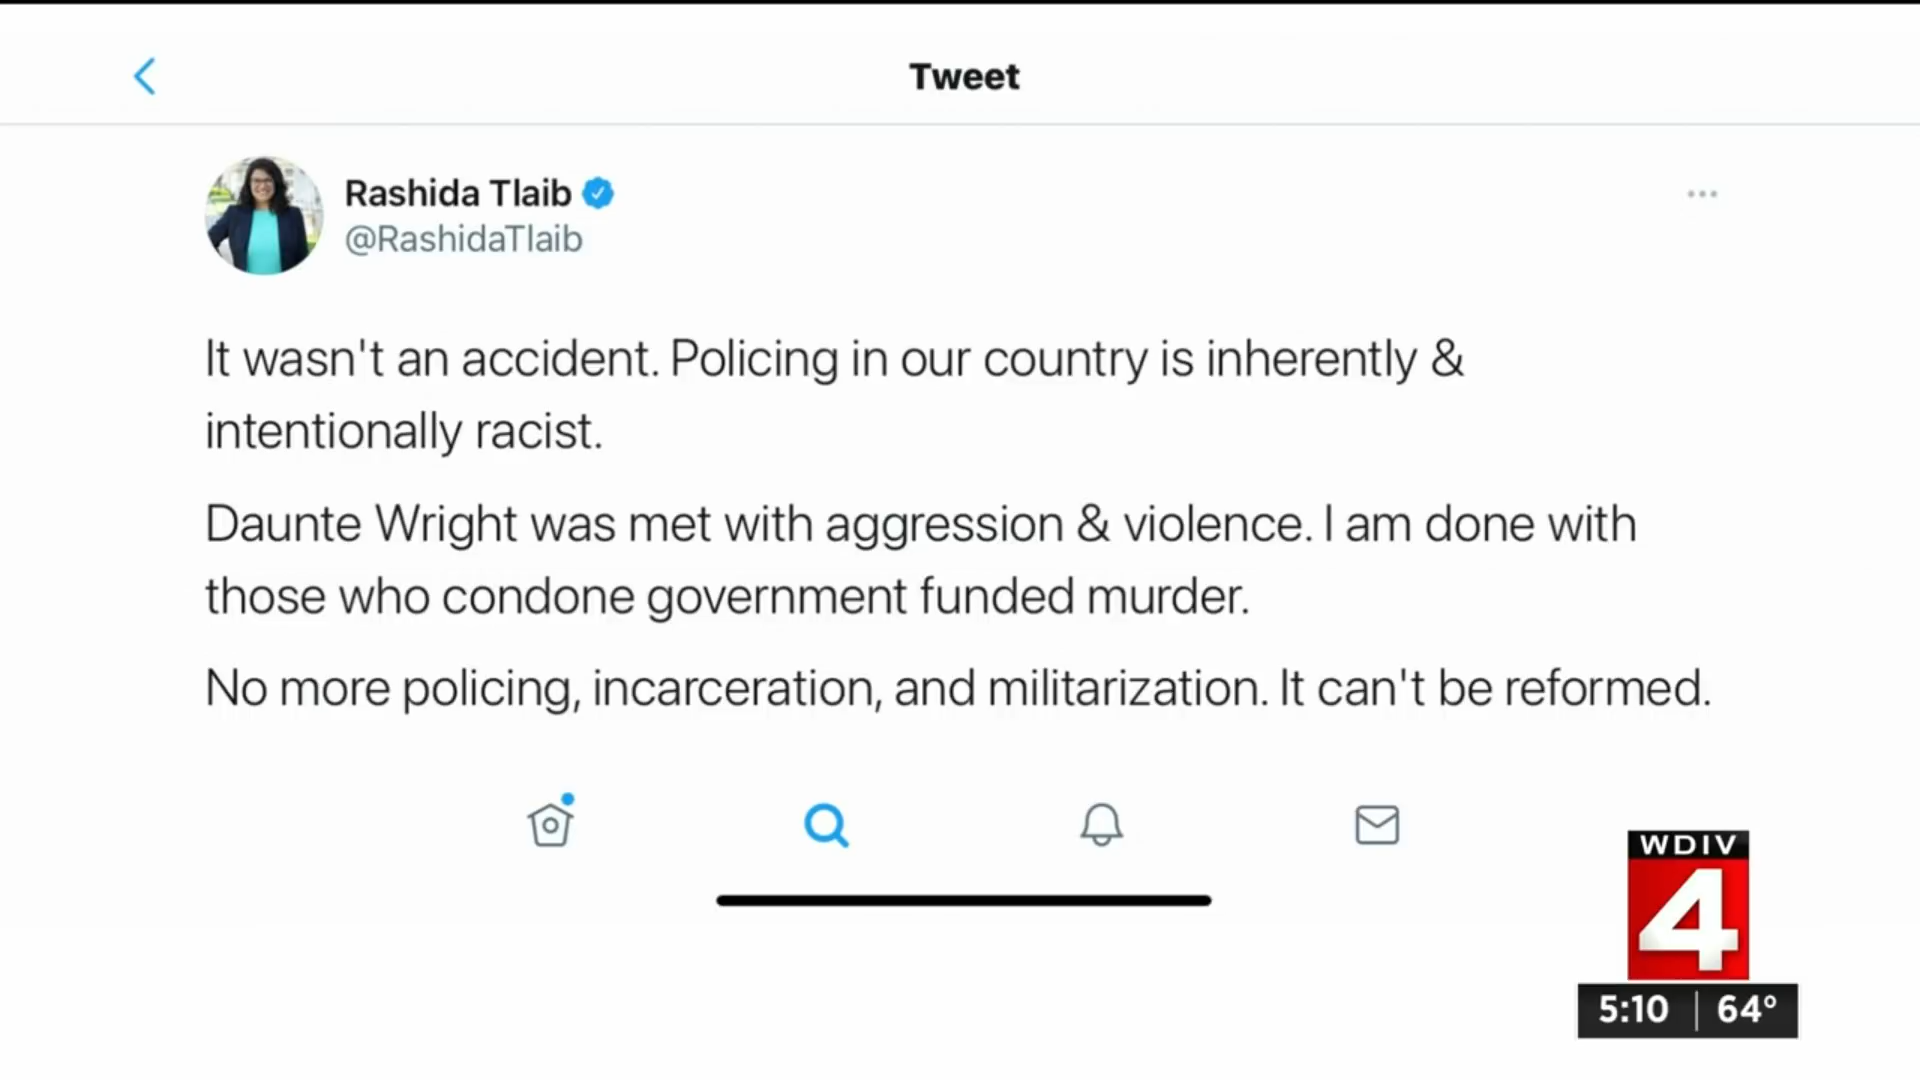 Tweet
Rashida Tlaib
@RashidaTlaib
It wasn't an accident. Policing in our country is inherently &
intentionally racist.
Daunte Wright was met with aggression & violence. I am done with
those who condone government funded murder.
No more policing, incarceration, and militarization. It can't be reformed.
WDIV
4
5:10 | 64°